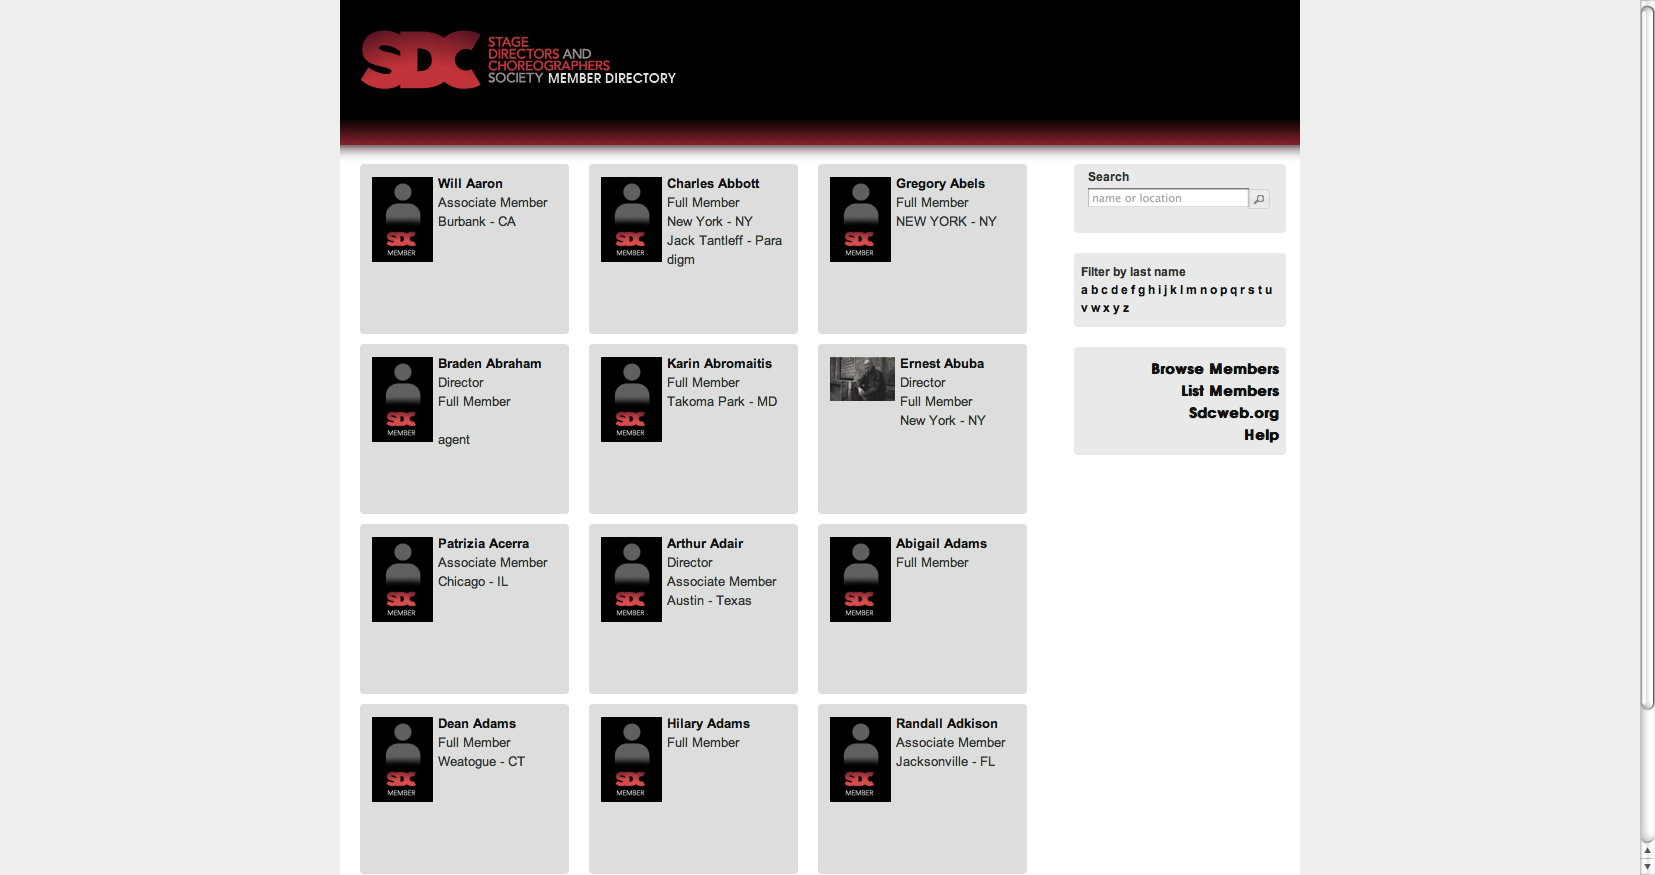 SDC
STAGE
DIRECTORS AND
CHOREOGRAPHERS
SOCIETY MEMBER DIRECTORY
Will Aaron
Associate Member
Burbank - CA
SDC
MEMBER
Charles Abbott
Full Member
New York - NY
Jack Tantleff - Para
digm
SDC
MEMBER
Gregory Abels
Full Member
NEW YORK - NY
SDC
MEMBER
Search
name or location
Filter by last name
a b c d e f g h i j k l m n o p q r s t u
v w x y z
Browse Members
List Members
Sdcweb.org
Help
Braden Abraham
Director
Full Member
agent
SDC
MEMBER
Karin Abromaitis
Full Member
Takoma Park - MD
SDC
MEMBER
Ernest Abuba
Director
Full Member
New York - NY
Patrizia Acerra
Associate Member
Chicago - IL
SDC
MEMBER
Arthur Adair
Director
Associate Member
Austin - Texas
SDC
MEMBER
Abigail Adams
Full Member
SDC
MEMBER
Dean Adams
Full Member
Weatogue - CT
SDC
MEMBER
Hilary Adams
Full Member
SDC
MEMBER
Randall Adkison
Associate Member
Jacksonville - FL
SDC
MEMBER